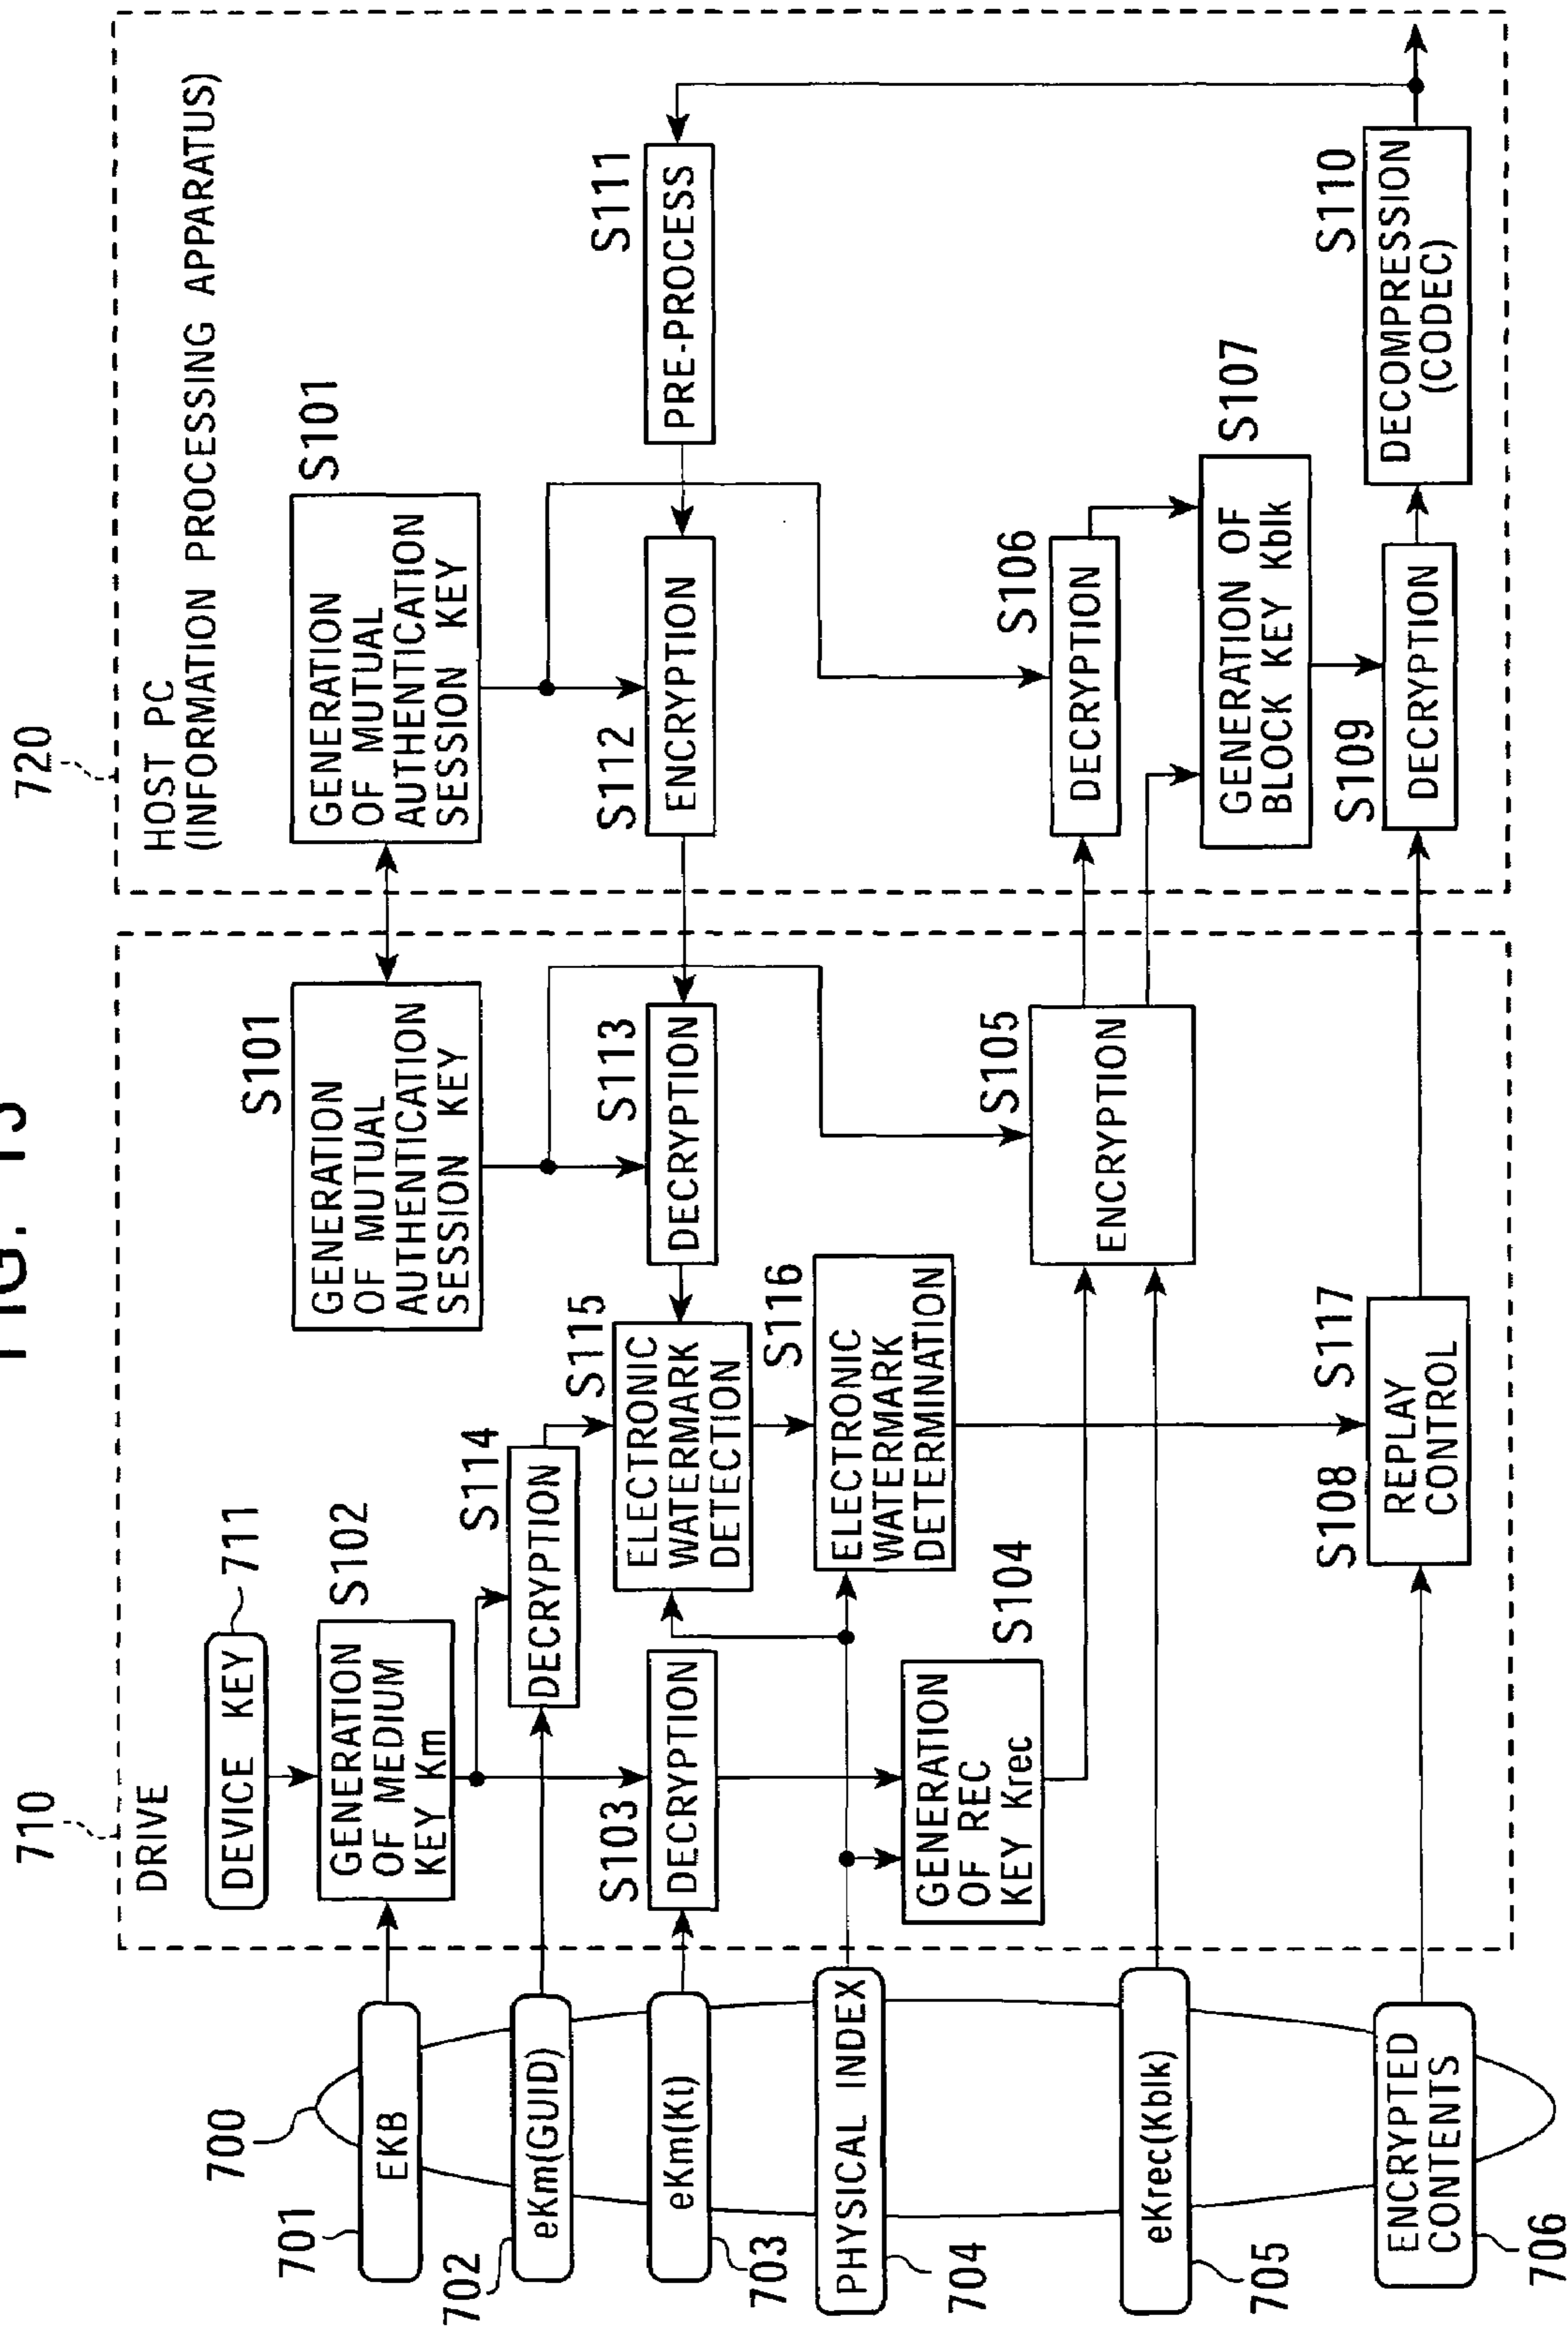 FIG.
710
720
DRIVE
HOST PC
(INFORMATION PROCESSING APPARATUS)
700
701
EKB
DEVICE KEY
711
GENERATION
OF MEDIUM
KEY Km
S102
S101
GENERATION
OF MUTUAL
AUTHENTICATION
SESSION KEY
S101
GENERATION
OF MUTUAL
AUTHENTICATION
SESSION KEY
702
eKm(GUID)
S114
DECRYPTION
703
eKm(Kt)
S103
DECRYPTION
S115
ELECTRONIC
WATERMARK
DETECTION
S113
DECRYPTION
S112
ENCRYPTION
S111
PRE-PROCESS
704
PHYSICAL INDEX
S116
ELECTRONIC
WATERMARK
DETERMINATION
GENERATION
OF REC
KEY Krec
S104
705
eKrec(Kblk)
S105
ENCRYPTION
S106
DECRYPTION
S107
GENERATION OF
BLOCK KEY Kblk
706
ENCRYPTED
CONTENTS
S108
S117
REPLAY
CONTROL
S109
DECRYPTION
S110
DECOMPRESSION
(CODEC)